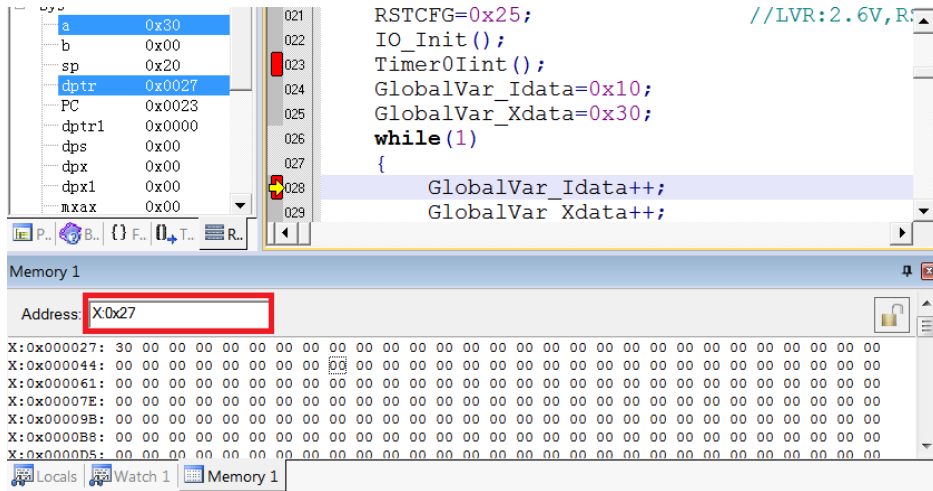 a 0x30
b 0x00
sp 0x20
dptr 0x0027
PC 0x0023
dptr1 0x0000
dps 0x00
dpx 0x00
dpx1 0x00
mxax 0x00
P.. B.. {} F.. T.. R..
021 RSTCFG=0x25; //LVR:2.6V,RS
022 IO_Init();
023 Timer0Iint();
024 GlobalVar_Idata=0x10;
025 GlobalVar_Xdata=0x30;
026 while(1)
027 {
028 GlobalVar_Idata++;
029 GlobalVar Xdata++;
Memory 1
Address: X:0x27
X:0x000027: 30 00 00 00 00 00 00 00 00 00 00 00 00 00 00 00 00 00 00 00 00 00 00 00 00 00 00 00 00
X:0x000044: 00 00 00 00 00 00 00 00 00 00 00 00 00 00 00 00 00 00 00 00 00 00 00 00 00 00 00 00 00
X:0x000061: 00 00 00 00 00 00 00 00 00 00 00 00 00 00 00 00 00 00 00 00 00 00 00 00 00 00 00 00 00
X:0x00007E: 00 00 00 00 00 00 00 00 00 00 00 00 00 00 00 00 00 00 00 00 00 00 00 00 00 00 00 00 00
X:0x00009B: 00 00 00 00 00 00 00 00 00 00 00 00 00 00 00 00 00 00 00 00 00 00 00 00 00 00 00 00 00
X:0x0000B8: 00 00 00 00 00 00 00 00 00 00 00 00 00 00 00 00 00 00 00 00 00 00 00 00 00 00 00 00 00
X:0x0000D5: 00 00 00 00 00 00 00 00 00 00 00 00 00 00 00 00 00 00 00 00 00 00 00 00 00 00 00 00 00
Locals Watch 1 Memory 1